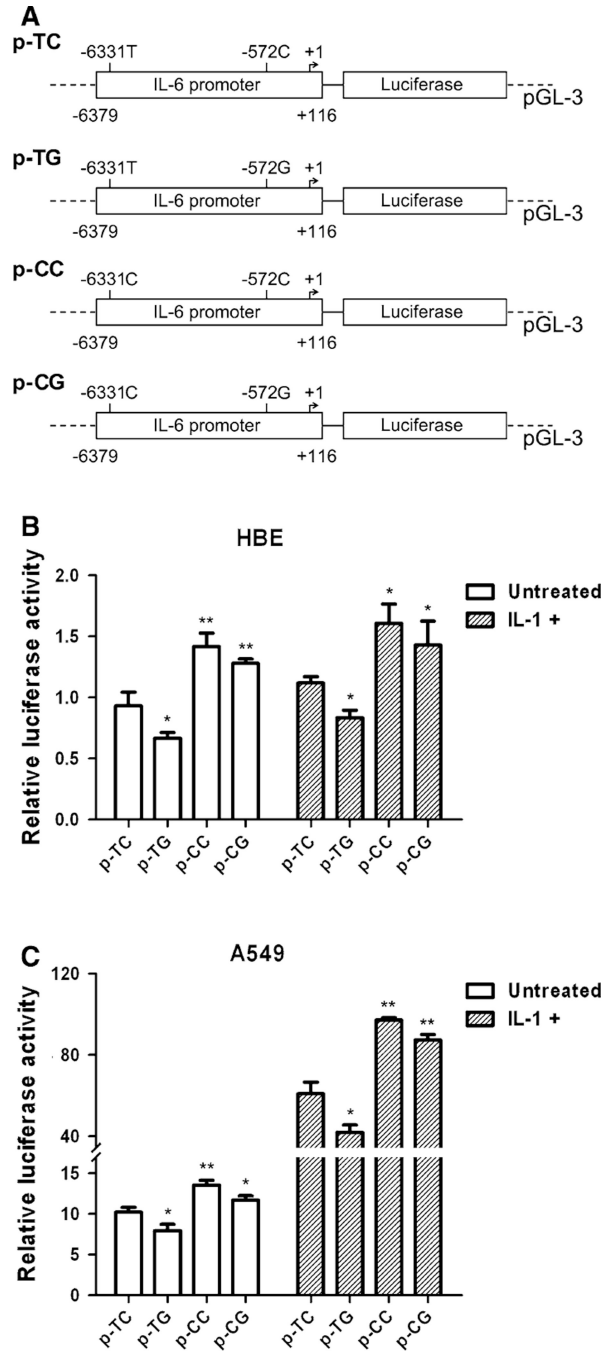 A
p-TC
-6331T -572C +1
IL-6 promoter Luciferase
pGL-3
-6379 +116
p-TG
-6331T -572G +1
IL-6 promoter Luciferase
pGL-3
-6379 +116
p-CC
-6331C -572C +1
IL-6 promoter Luciferase
pGL-3
-6379 +116
p-CG
-6331C -572G +1
IL-6 promoter Luciferase
pGL-3
-6379 +116
B
HBE
Relative luciferase activity
2.0
1.5
1.0
0.5
0.0
* ** ** * * *
Untreated
IL-1 +
p-TC p-TG p-CC p-CG p-TC p-TG p-CC p-CG
C
A549
Relative luciferase activity
120
80
40
15
10
5
0
* ** * * ** **
Untreated
IL-1 +
p-TC p-TG p-CC p-CG p-TC p-TG p-CC p-CG